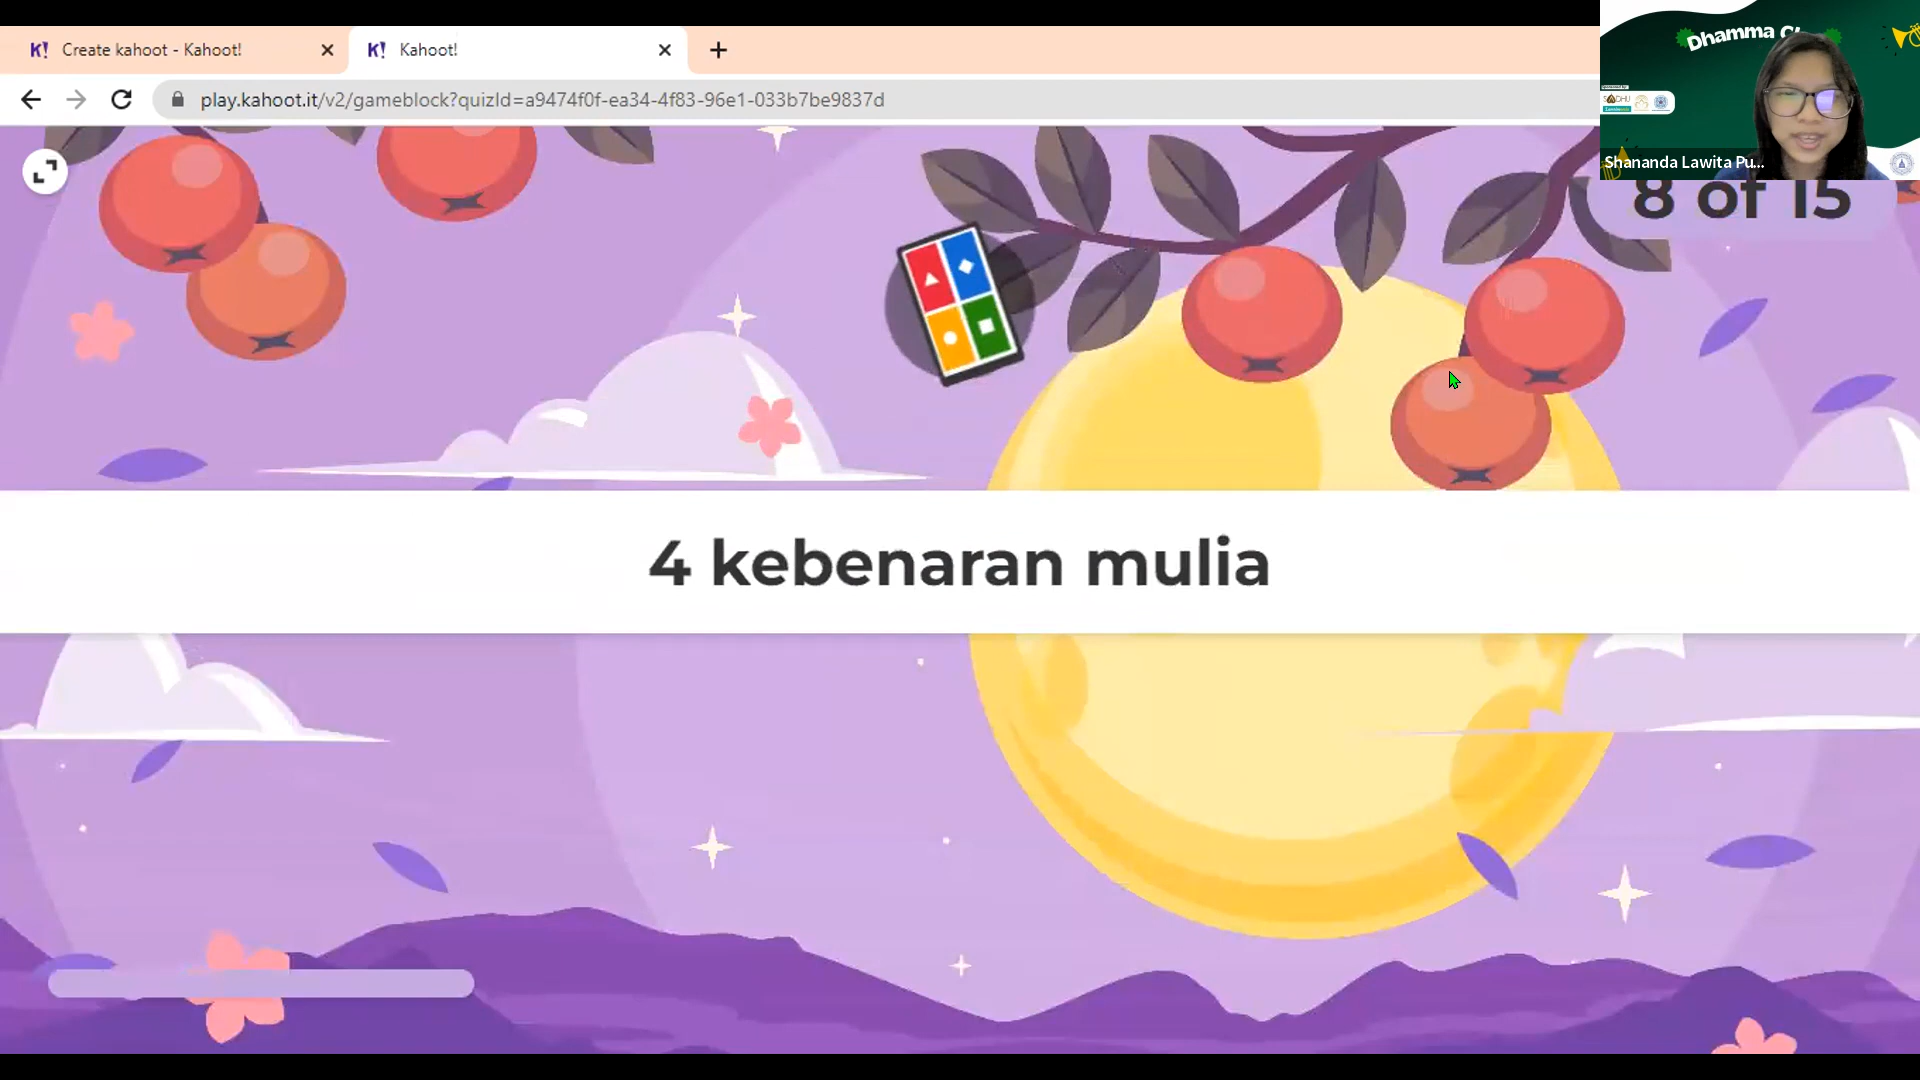 Create kahoot - Kahoot!
Kahoot!
play.kahoot.it/v2/gameblock?quizId=a9474f0f-ea34-4f83-96e1-033b7be9837d
Dhamma
Shananda Lawita Pu...
8 of 15
4 kebenaran mulia